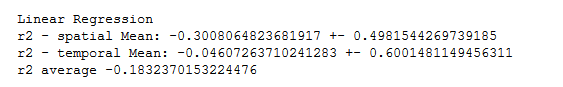 Linear Regression
r2 - spatial Mean: -0.3008064823681917 +- 0.4981544269739185
r2 - temporal Mean: -0.04607263710241283 +- 0.6001481149456311
r2 average -0.1832370153224476